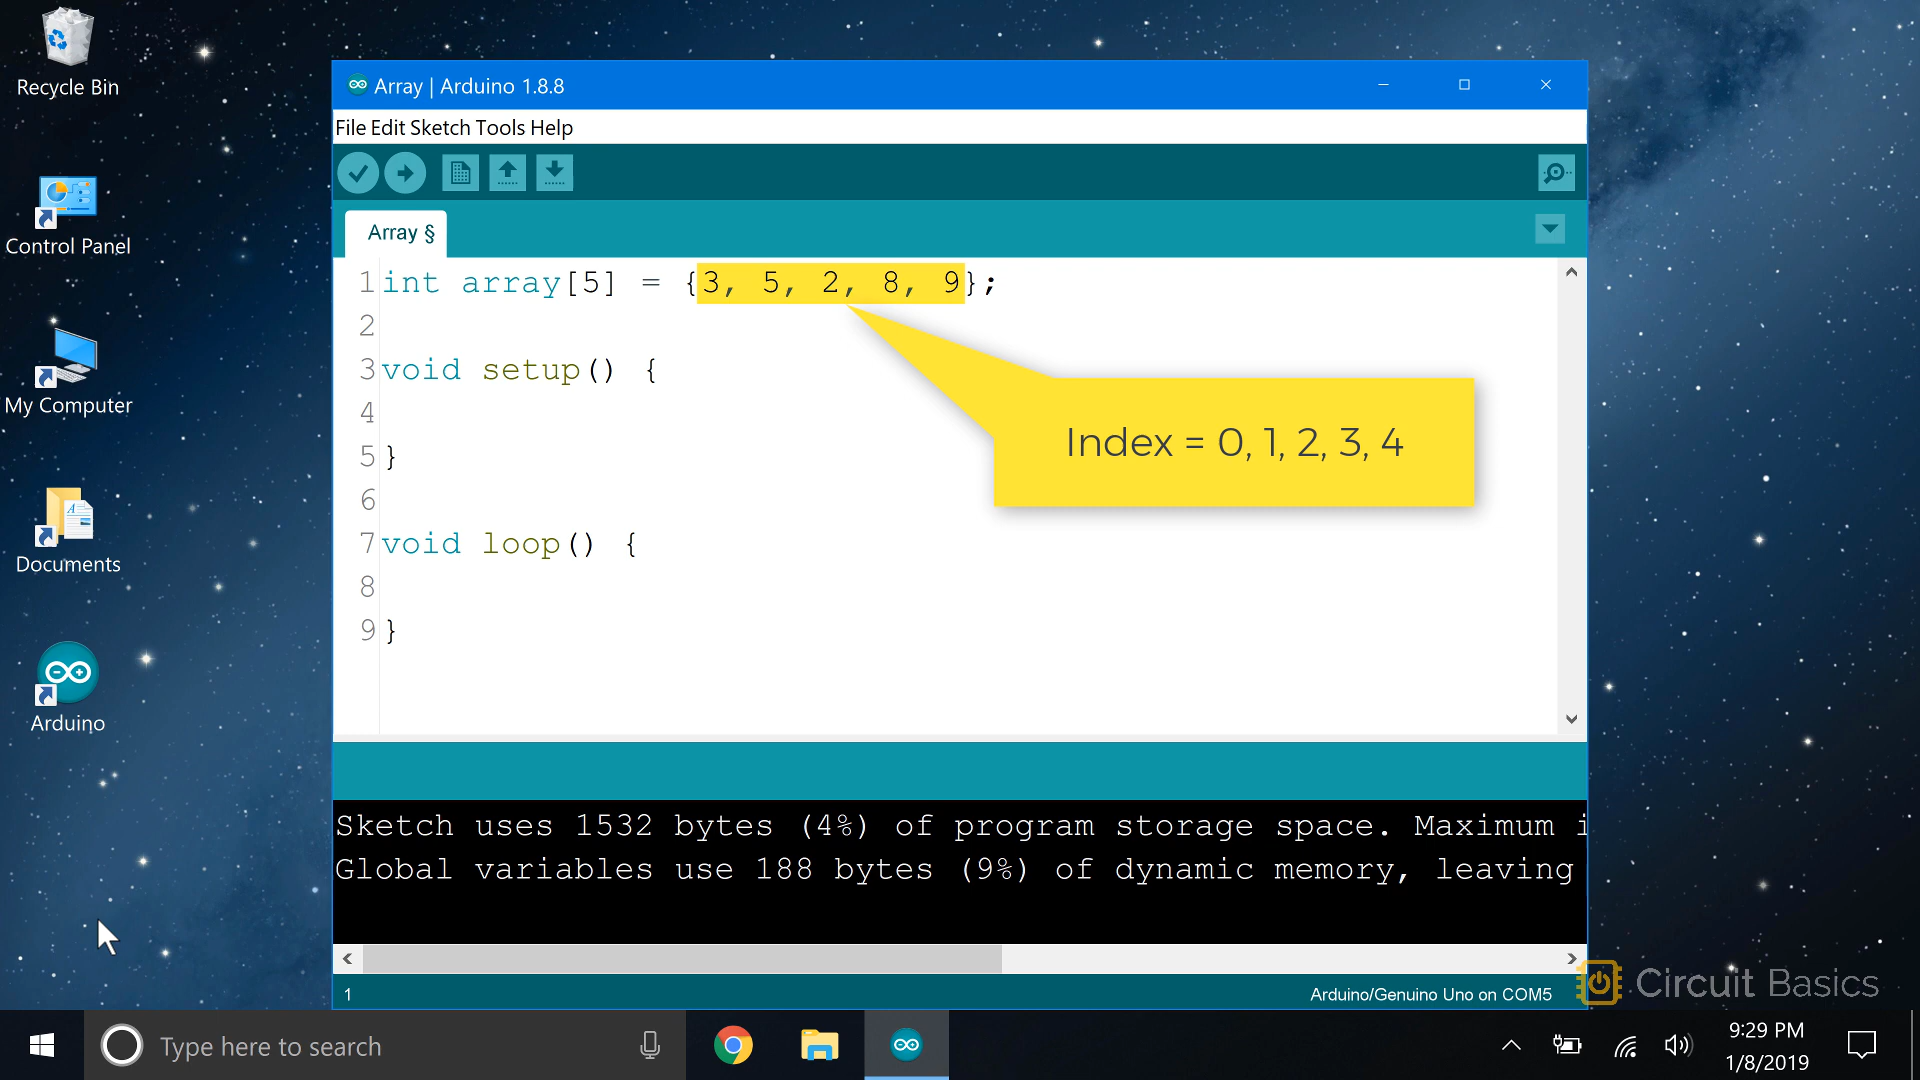 Recycle Bin
Control Panel
My Computer
Documents
Arduino
Array | Arduino 1.8.8
File Edit Sketch Tools Help
Array §
1 int array[5] = {3, 5, 2, 8, 9};
2
3 void setup() {
4
5 }
6
7 void loop() {
8
9 }
Index = 0, 1, 2, 3, 4
Sketch uses 1532 bytes (4%) of program storage space. Maximum i
Global variables use 188 bytes (9%) of dynamic memory, leaving
1
Arduino/Genuino Uno on COM5
Circuit Basics
Type here to search
9:29 PM
1/8/2019